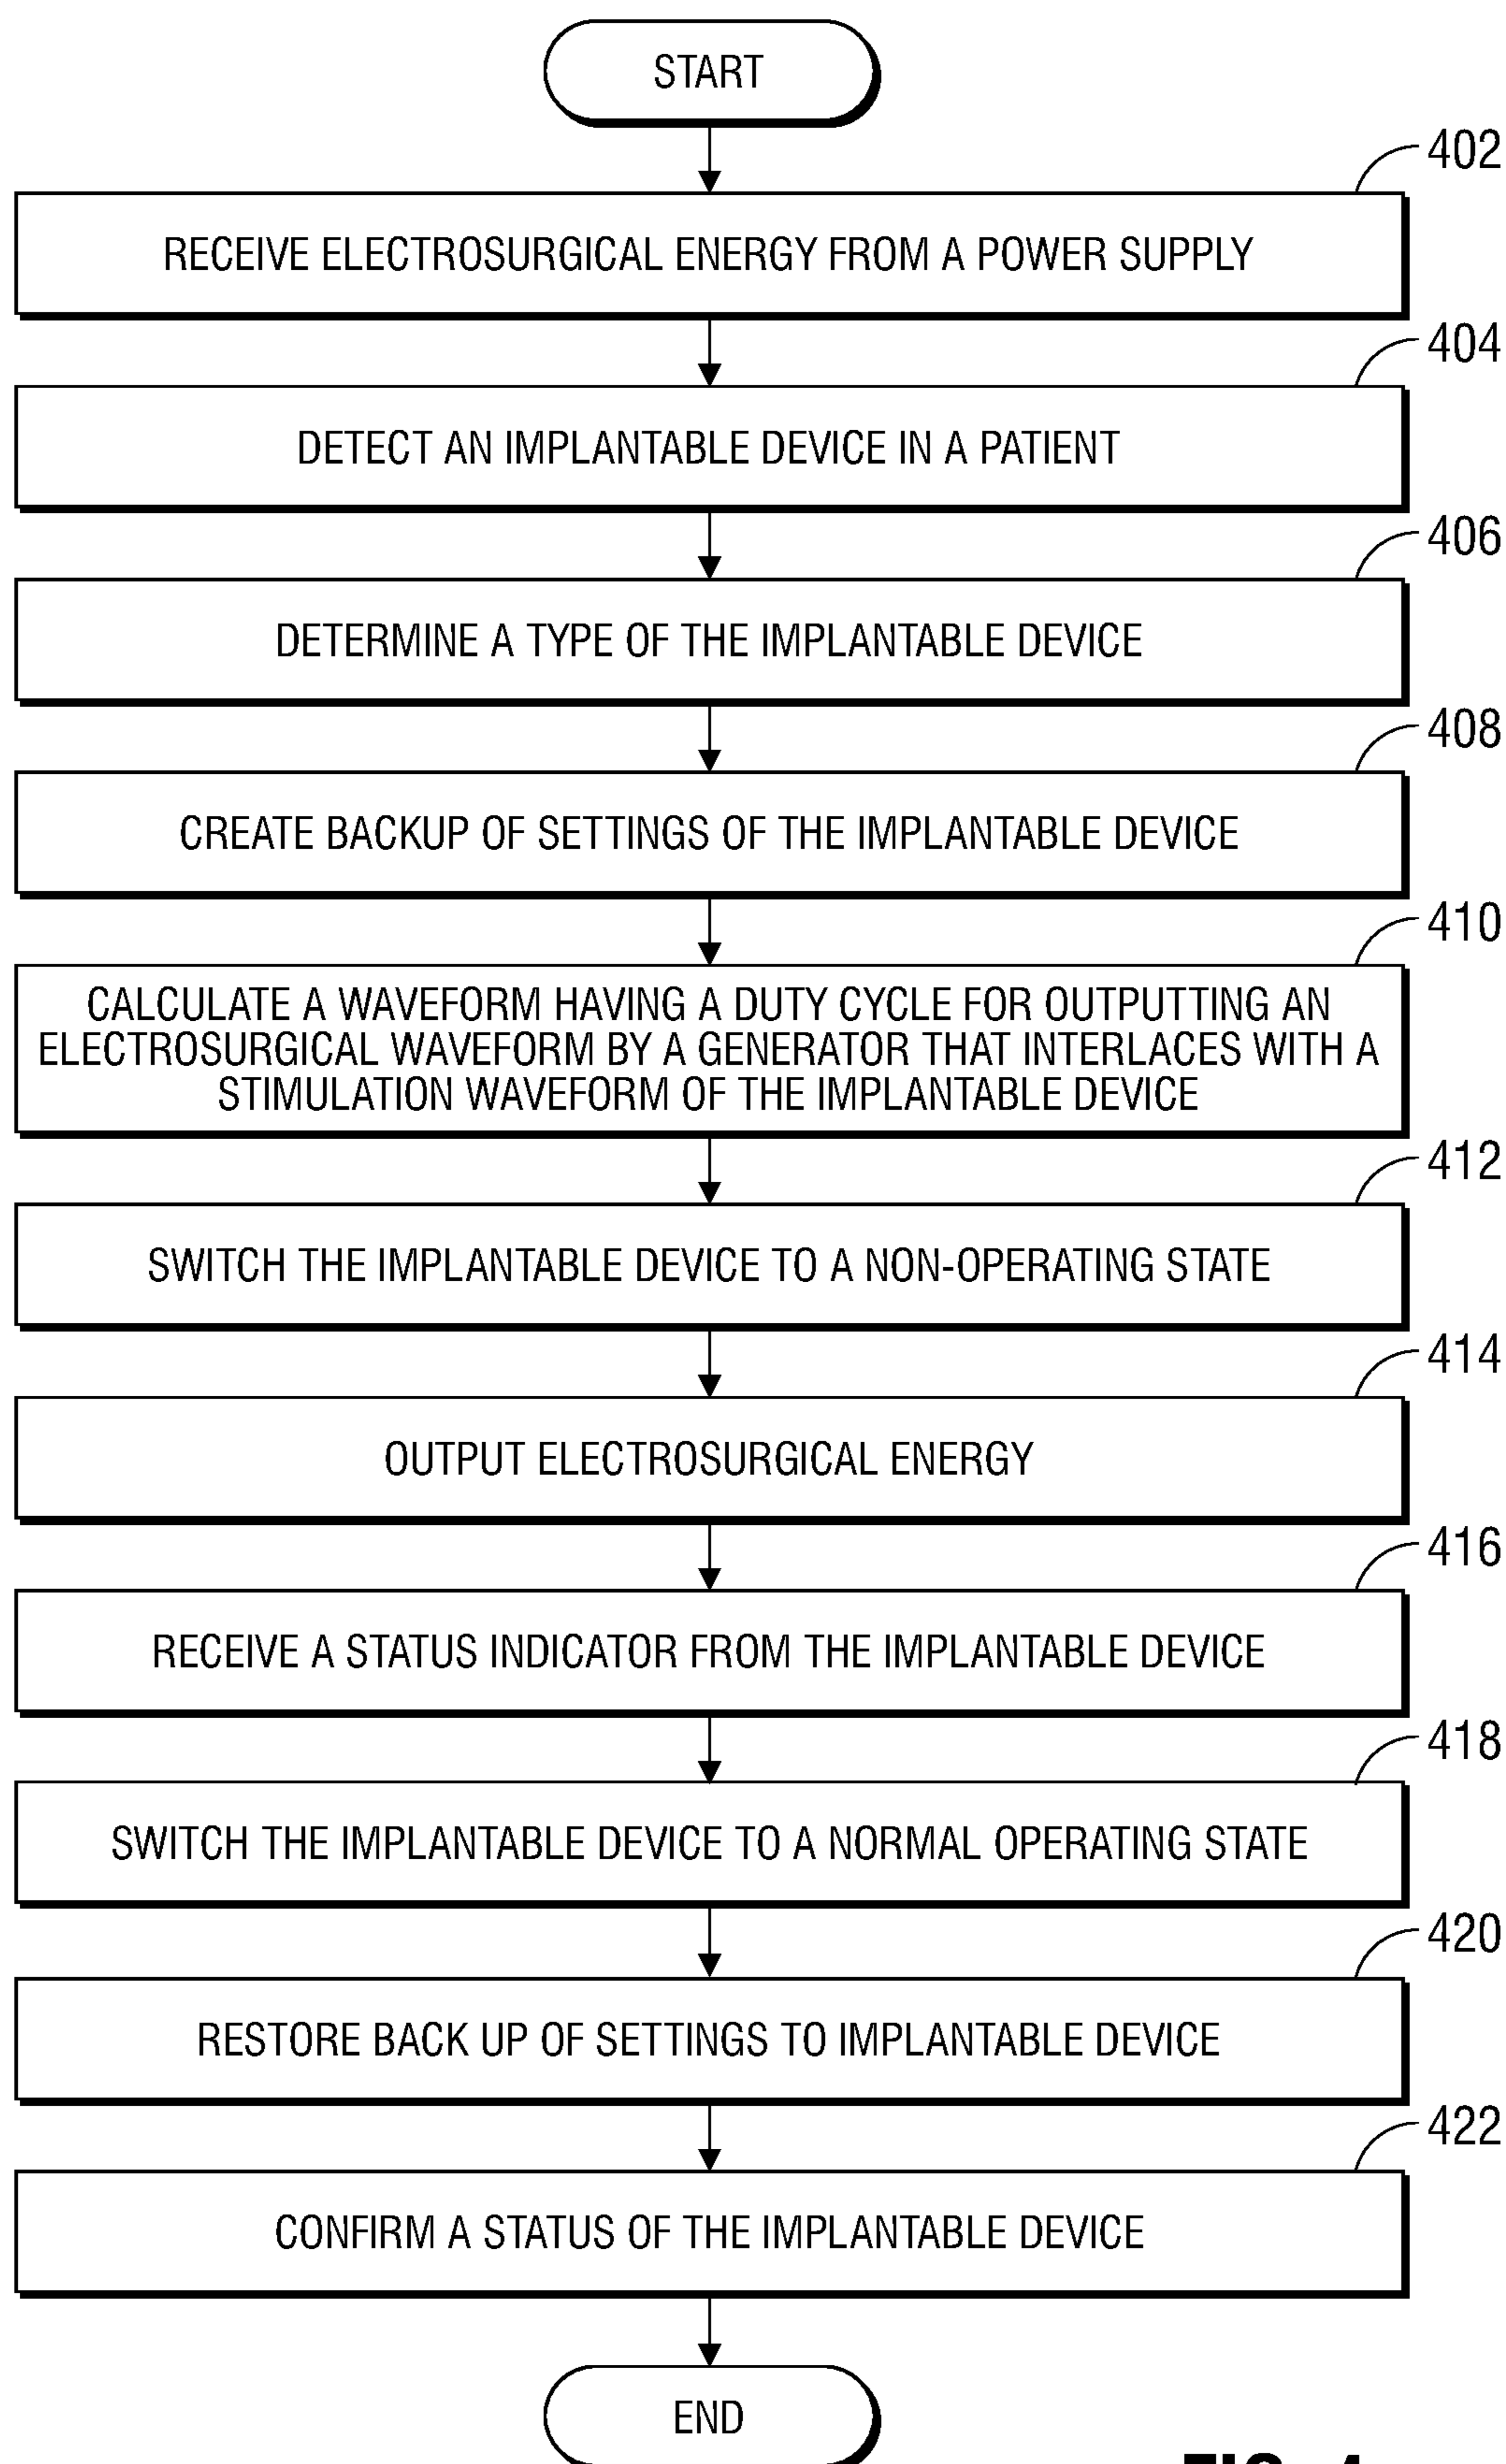 START
402
RECEIVE ELECTROSURGICAL ENERGY FROM A POWER SUPPLY
404
DETECT AN IMPLANTABLE DEVICE IN A PATIENT
406
DETERMINE A TYPE OF THE IMPLANTABLE DEVICE
408
CREATE BACKUP OF SETTINGS OF THE IMPLANTABLE DEVICE
410
CALCULATE A WAVEFORM HAVING A DUTY CYCLE FOR OUTPUTTING AN
ELECTROSURGICAL WAVEFORM BY A GENERATOR THAT INTERLACES WITH A
STIMULATION WAVEFORM OF THE IMPLANTABLE DEVICE
412
SWITCH THE IMPLANTABLE DEVICE TO A NON-OPERATING STATE
414
OUTPUT ELECTROSURGICAL ENERGY
416
RECEIVE A STATUS INDICATOR FROM THE IMPLANTABLE DEVICE
418
SWITCH THE IMPLANTABLE DEVICE TO A NORMAL OPERATING STATE
420
RESTORE BACK UP OF SETTINGS TO IMPLANTABLE DEVICE
422
CONFIRM A STATUS OF THE IMPLANTABLE DEVICE
END